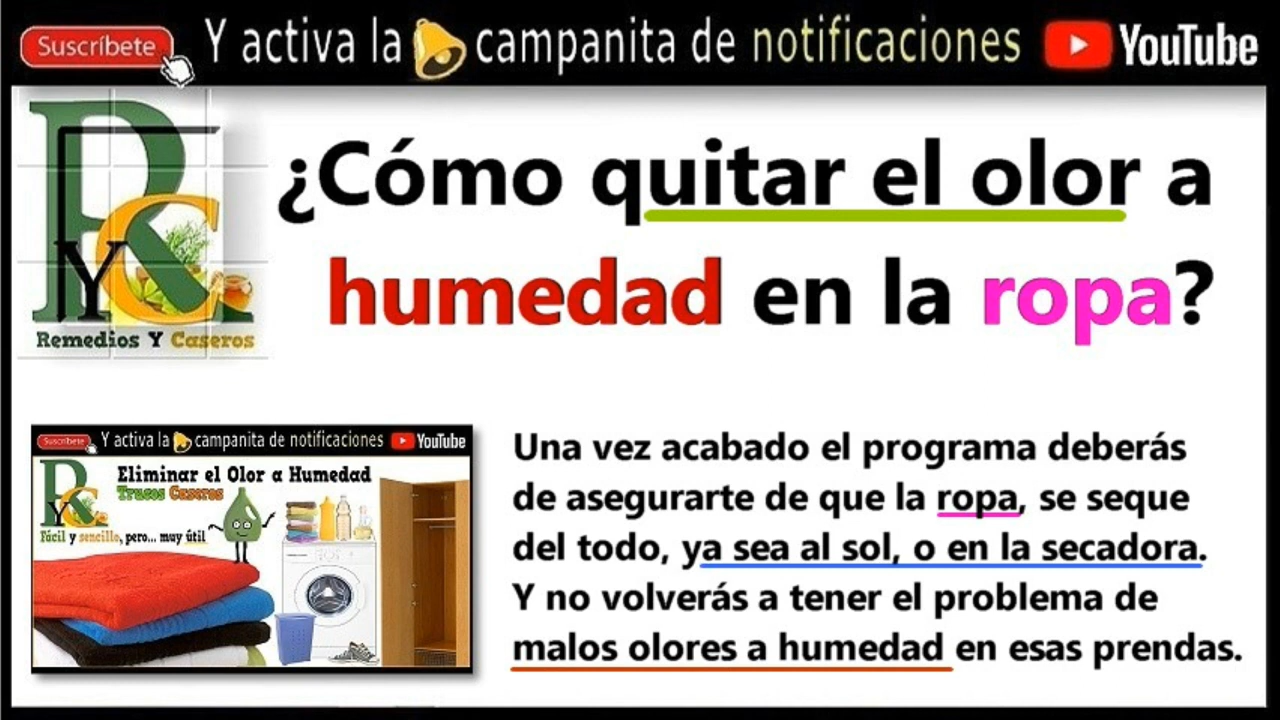 Suscríbete Y activa la campanita de notificaciones YouTube
RYC
Remedios Y Caseros
¿Cómo quitar el olor a
humedad en la ropa?
Suscríbete Y activa la campanita de notificaciones YouTube
RYC
Eliminar el Olor a Humedad
Trucos Caseros
Fácil y sencillo, pero... muy útil
Una vez acabado el programa deberás
de asegurarte de que la ropa, se seque
del todo, ya sea al sol, o en la secadora.
Y no volverás a tener el problema de
malos olores a humedad en esas prendas.